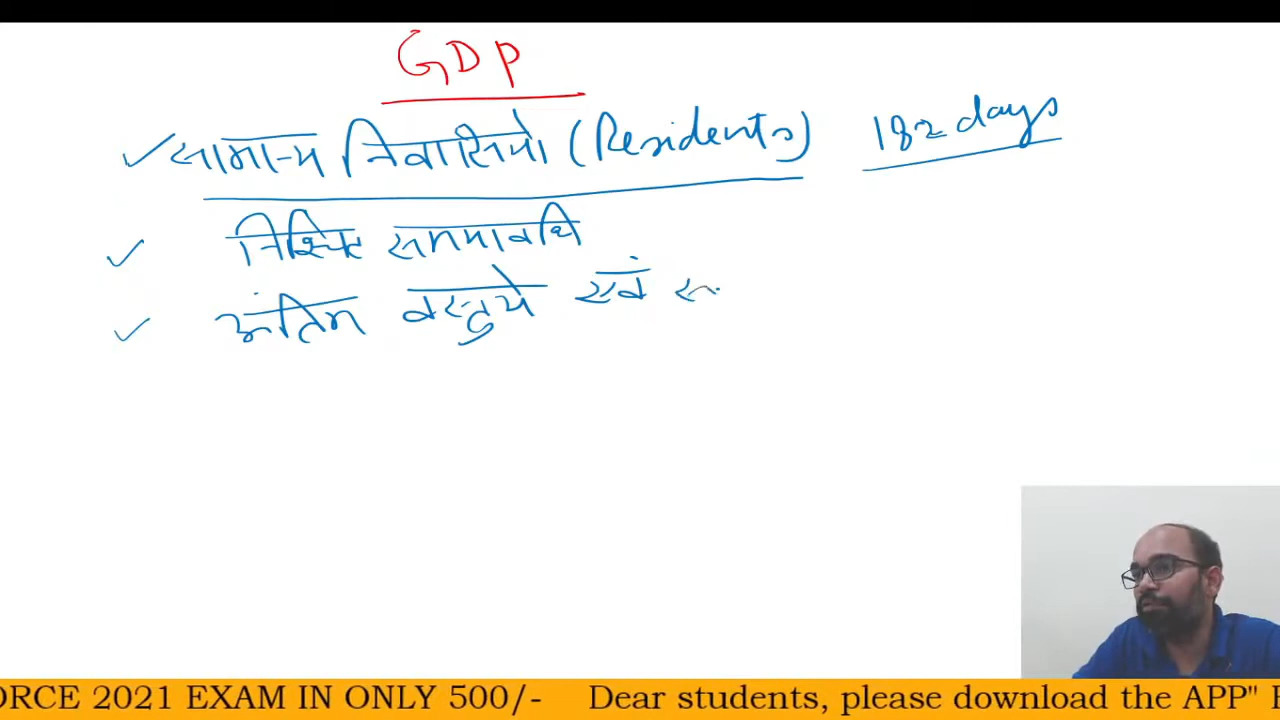 GDP
सामान्य निवासियो (Residents) 182 days
निश्चित समयावधि
अंतिम वस्तुये एवं
ORCE 2021 EXAM IN ONLY 500/- Dear students, please download the APP"